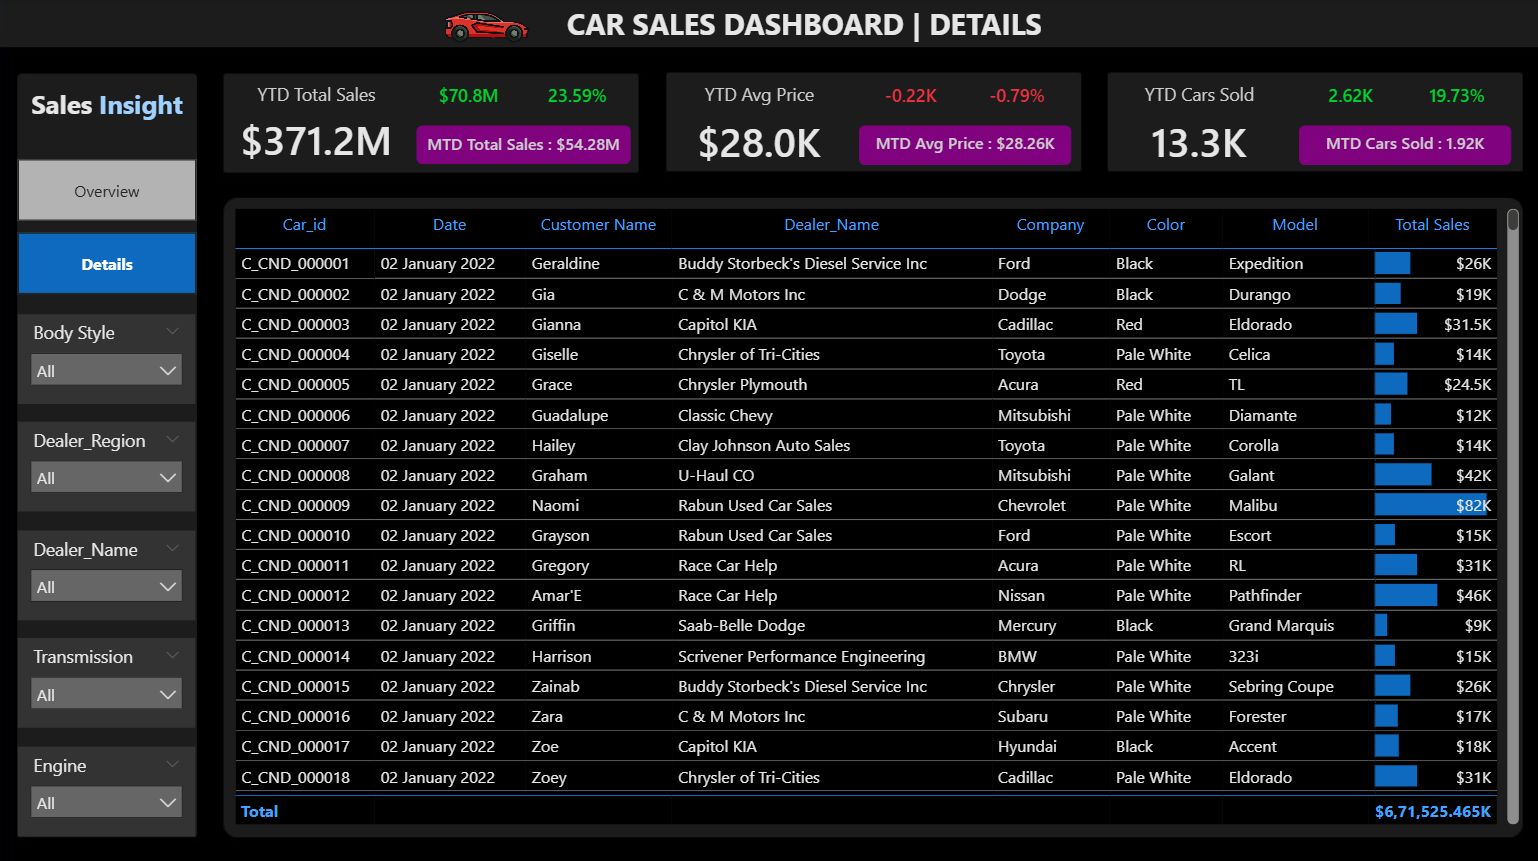 CAR SALES DASHBOARD | DETAILS
Sales Insight
Overview
Details
Body Style
All
Dealer_Region
All
Dealer_Name
All
Transmission
All
Engine
All
YTD Total Sales $70.8M 23.59%
$371.2M MTD Total Sales : $54.28M
YTD Avg Price -0.22K -0.79%
$28.0K MTD Avg Price : $28.26K
YTD Cars Sold 2.62K 19.73%
13.3K MTD Cars Sold : 1.92K
Car_id Date Customer Name Dealer_Name Company Color Model Total Sales
C_CND_000001 02 January 2022 Geraldine Buddy Storbeck's Diesel Service Inc Ford Black Expedition $26K
C_CND_000002 02 January 2022 Gia C & M Motors Inc Dodge Black Durango $19K
C_CND_000003 02 January 2022 Gianna Capitol KIA Cadillac Red Eldorado $31.5K
C_CND_000004 02 January 2022 Giselle Chrysler of Tri-Cities Toyota Pale White Celica $14K
C_CND_000005 02 January 2022 Grace Chrysler Plymouth Acura Red TL $24.5K
C_CND_000006 02 January 2022 Guadalupe Classic Chevy Mitsubishi Pale White Diamante $12K
C_CND_000007 02 January 2022 Hailey Clay Johnson Auto Sales Toyota Pale White Corolla $14K
C_CND_000008 02 January 2022 Graham U-Haul CO Mitsubishi Pale White Galant $42K
C_CND_000009 02 January 2022 Naomi Rabun Used Car Sales Chevrolet Pale White Malibu $82K
C_CND_000010 02 January 2022 Grayson Rabun Used Car Sales Ford Pale White Escort $15K
C_CND_000011 02 January 2022 Gregory Race Car Help Acura Pale White RL $31K
C_CND_000012 02 January 2022 Amar'E Race Car Help Nissan Pale White Pathfinder $46K
C_CND_000013 02 January 2022 Griffin Saab-Belle Dodge Mercury Black Grand Marquis $9K
C_CND_000014 02 January 2022 Harrison Scrivener Performance Engineering BMW Pale White 323i $15K
C_CND_000015 02 January 2022 Zainab Buddy Storbeck's Diesel Service Inc Chrysler Pale White Sebring Coupe $26K
C_CND_000016 02 January 2022 Zara C & M Motors Inc Subaru Pale White Forester $17K
C_CND_000017 02 January 2022 Zoe Capitol KIA Hyundai Black Accent $18K
C_CND_000018 02 January 2022 Zoey Chrysler of Tri-Cities Cadillac Pale White Eldorado $31K
Total $6,71,525.465K